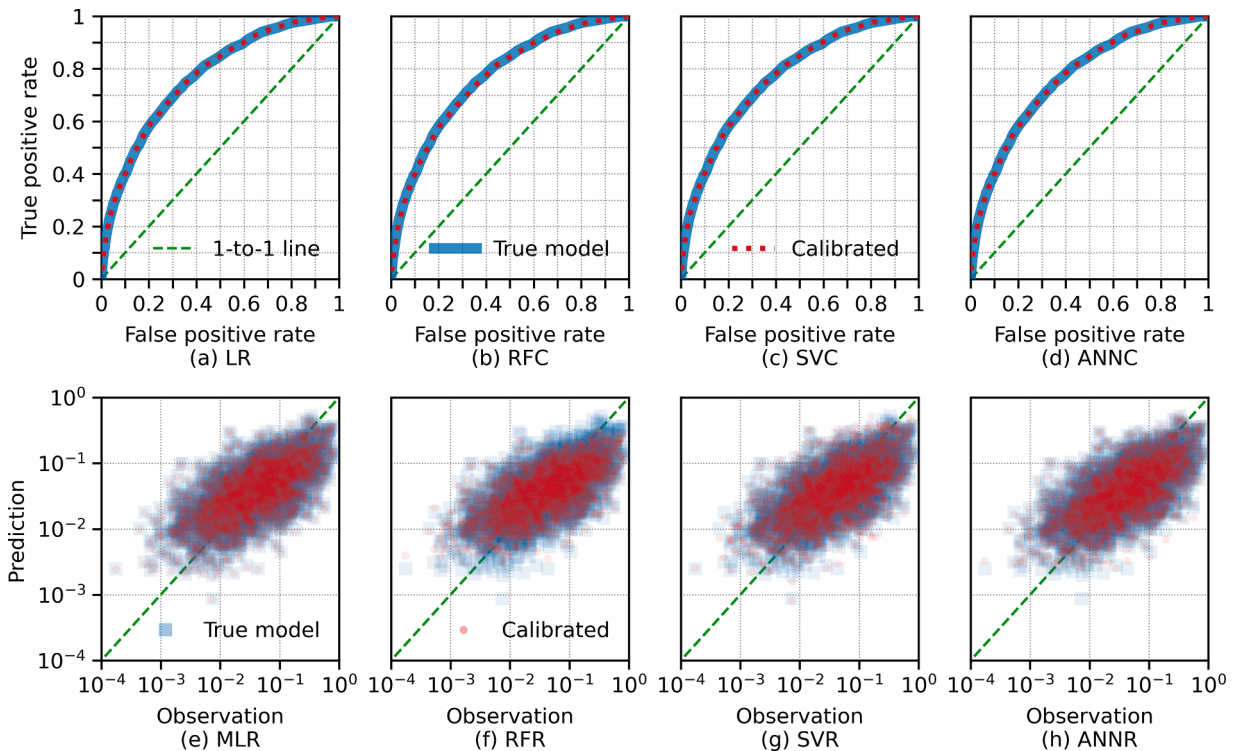 True positive rate
1
0.8
0.6
0.4
0.2
0
1-to-1 line
True model
Calibrated
0 0.2 0.4 0.6 0.8 1
0 0.2 0.4 0.6 0.8 1
0 0.2 0.4 0.6 0.8 1
0 0.2 0.4 0.6 0.8 1
False positive rate
(a) LR
False positive rate
(b) RFC
False positive rate
(c) SVC
False positive rate
(d) ANNC
Prediction
10⁰
10⁻¹
10⁻²
10⁻³
10⁻⁴
True model
Calibrated
10⁻⁴ 10⁻³ 10⁻² 10⁻¹ 10⁰
10⁻⁴ 10⁻³ 10⁻² 10⁻¹ 10⁰
10⁻⁴ 10⁻³ 10⁻² 10⁻¹ 10⁰
10⁻⁴ 10⁻³ 10⁻² 10⁻¹ 10⁰
Observation
(e) MLR
Observation
(f) RFR
Observation
(g) SVR
Observation
(h) ANNR